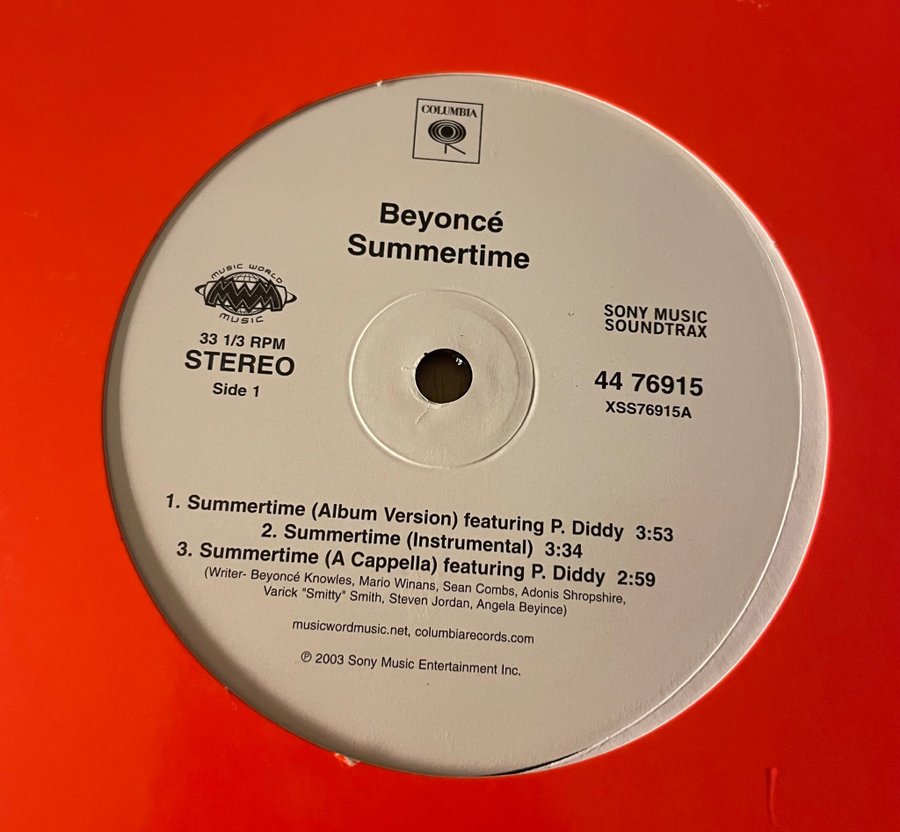 COLUMBIA
Beyoncé
Summertime
MUSIC WORLD
MWM
MUSIC
33 1/3 RPM
STEREO
Side 1
SONY MUSIC
SOUNDTRAX
44 76915
XSS76915A
1. Summertime (Album Version) featuring P. Diddy 3:53
2. Summertime (Instrumental) 3:34
3. Summertime (A Cappella) featuring P. Diddy 2:59
(Writer- Beyoncé Knowles, Mario Winans, Sean Combs, Adonis Shropshire,
Varick "Smitty" Smith, Steven Jordan, Angela Beyince)
musicwordmusic.net, columbiarecords.com
℗ 2003 Sony Music Entertainment Inc.